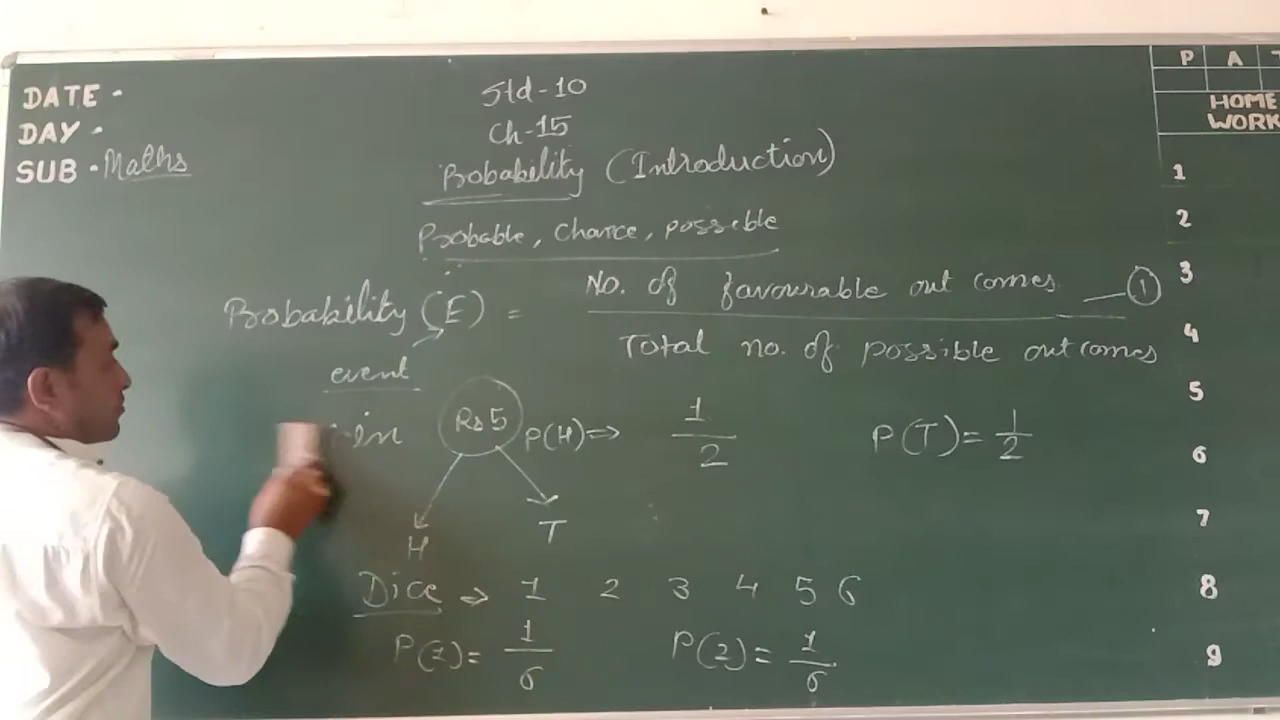 DATE -
DAY -
SUB - Maths
Std-10
Ch-15
Probability (Introduction)
Probable, Chance, possible
Probability (E) = No. of favourable out comes / Total no. of possible outcomes — 1
event
Rs 5
P(H)=> 1/2
P(T)= 1/2
H T
Dice => 1 2 3 4 5 6
P(1)= 1/6
P(2)= 1/6
P A T
HOME
WORK
1
2
3
4
5
6
7
8
9